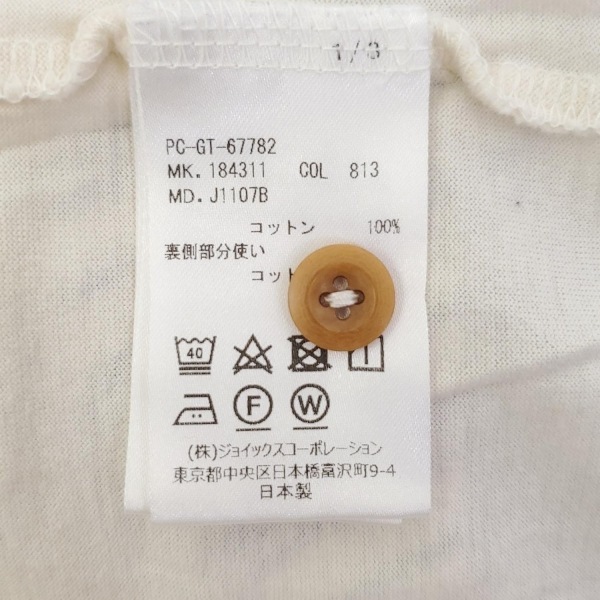 1/3
PC-GT-67782
MK. 184311 COL 813
MD. J1107B
コットン 100%
裏側部分使い
コット
40
F W
(株)ジョイックスコーポレーション
東京都中央区日本橋富沢町9-4
日本製